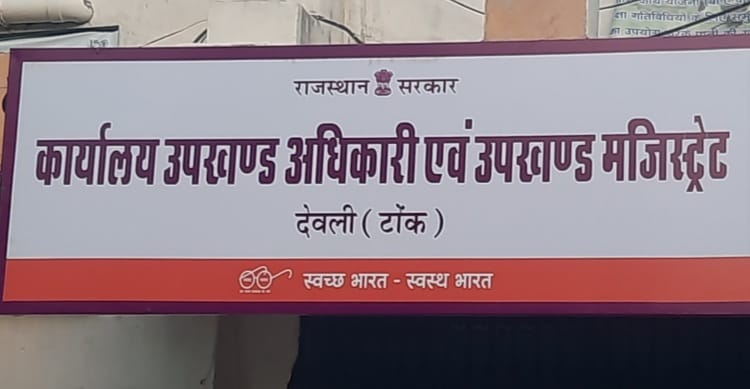 राजस्थान सरकार
कार्यालय उपखण्ड अधिकारी एवं उपखण्ड मजिस्ट्रेट
देवली ( टोंक )
स्वच्छ भारत - स्वस्थ भारत